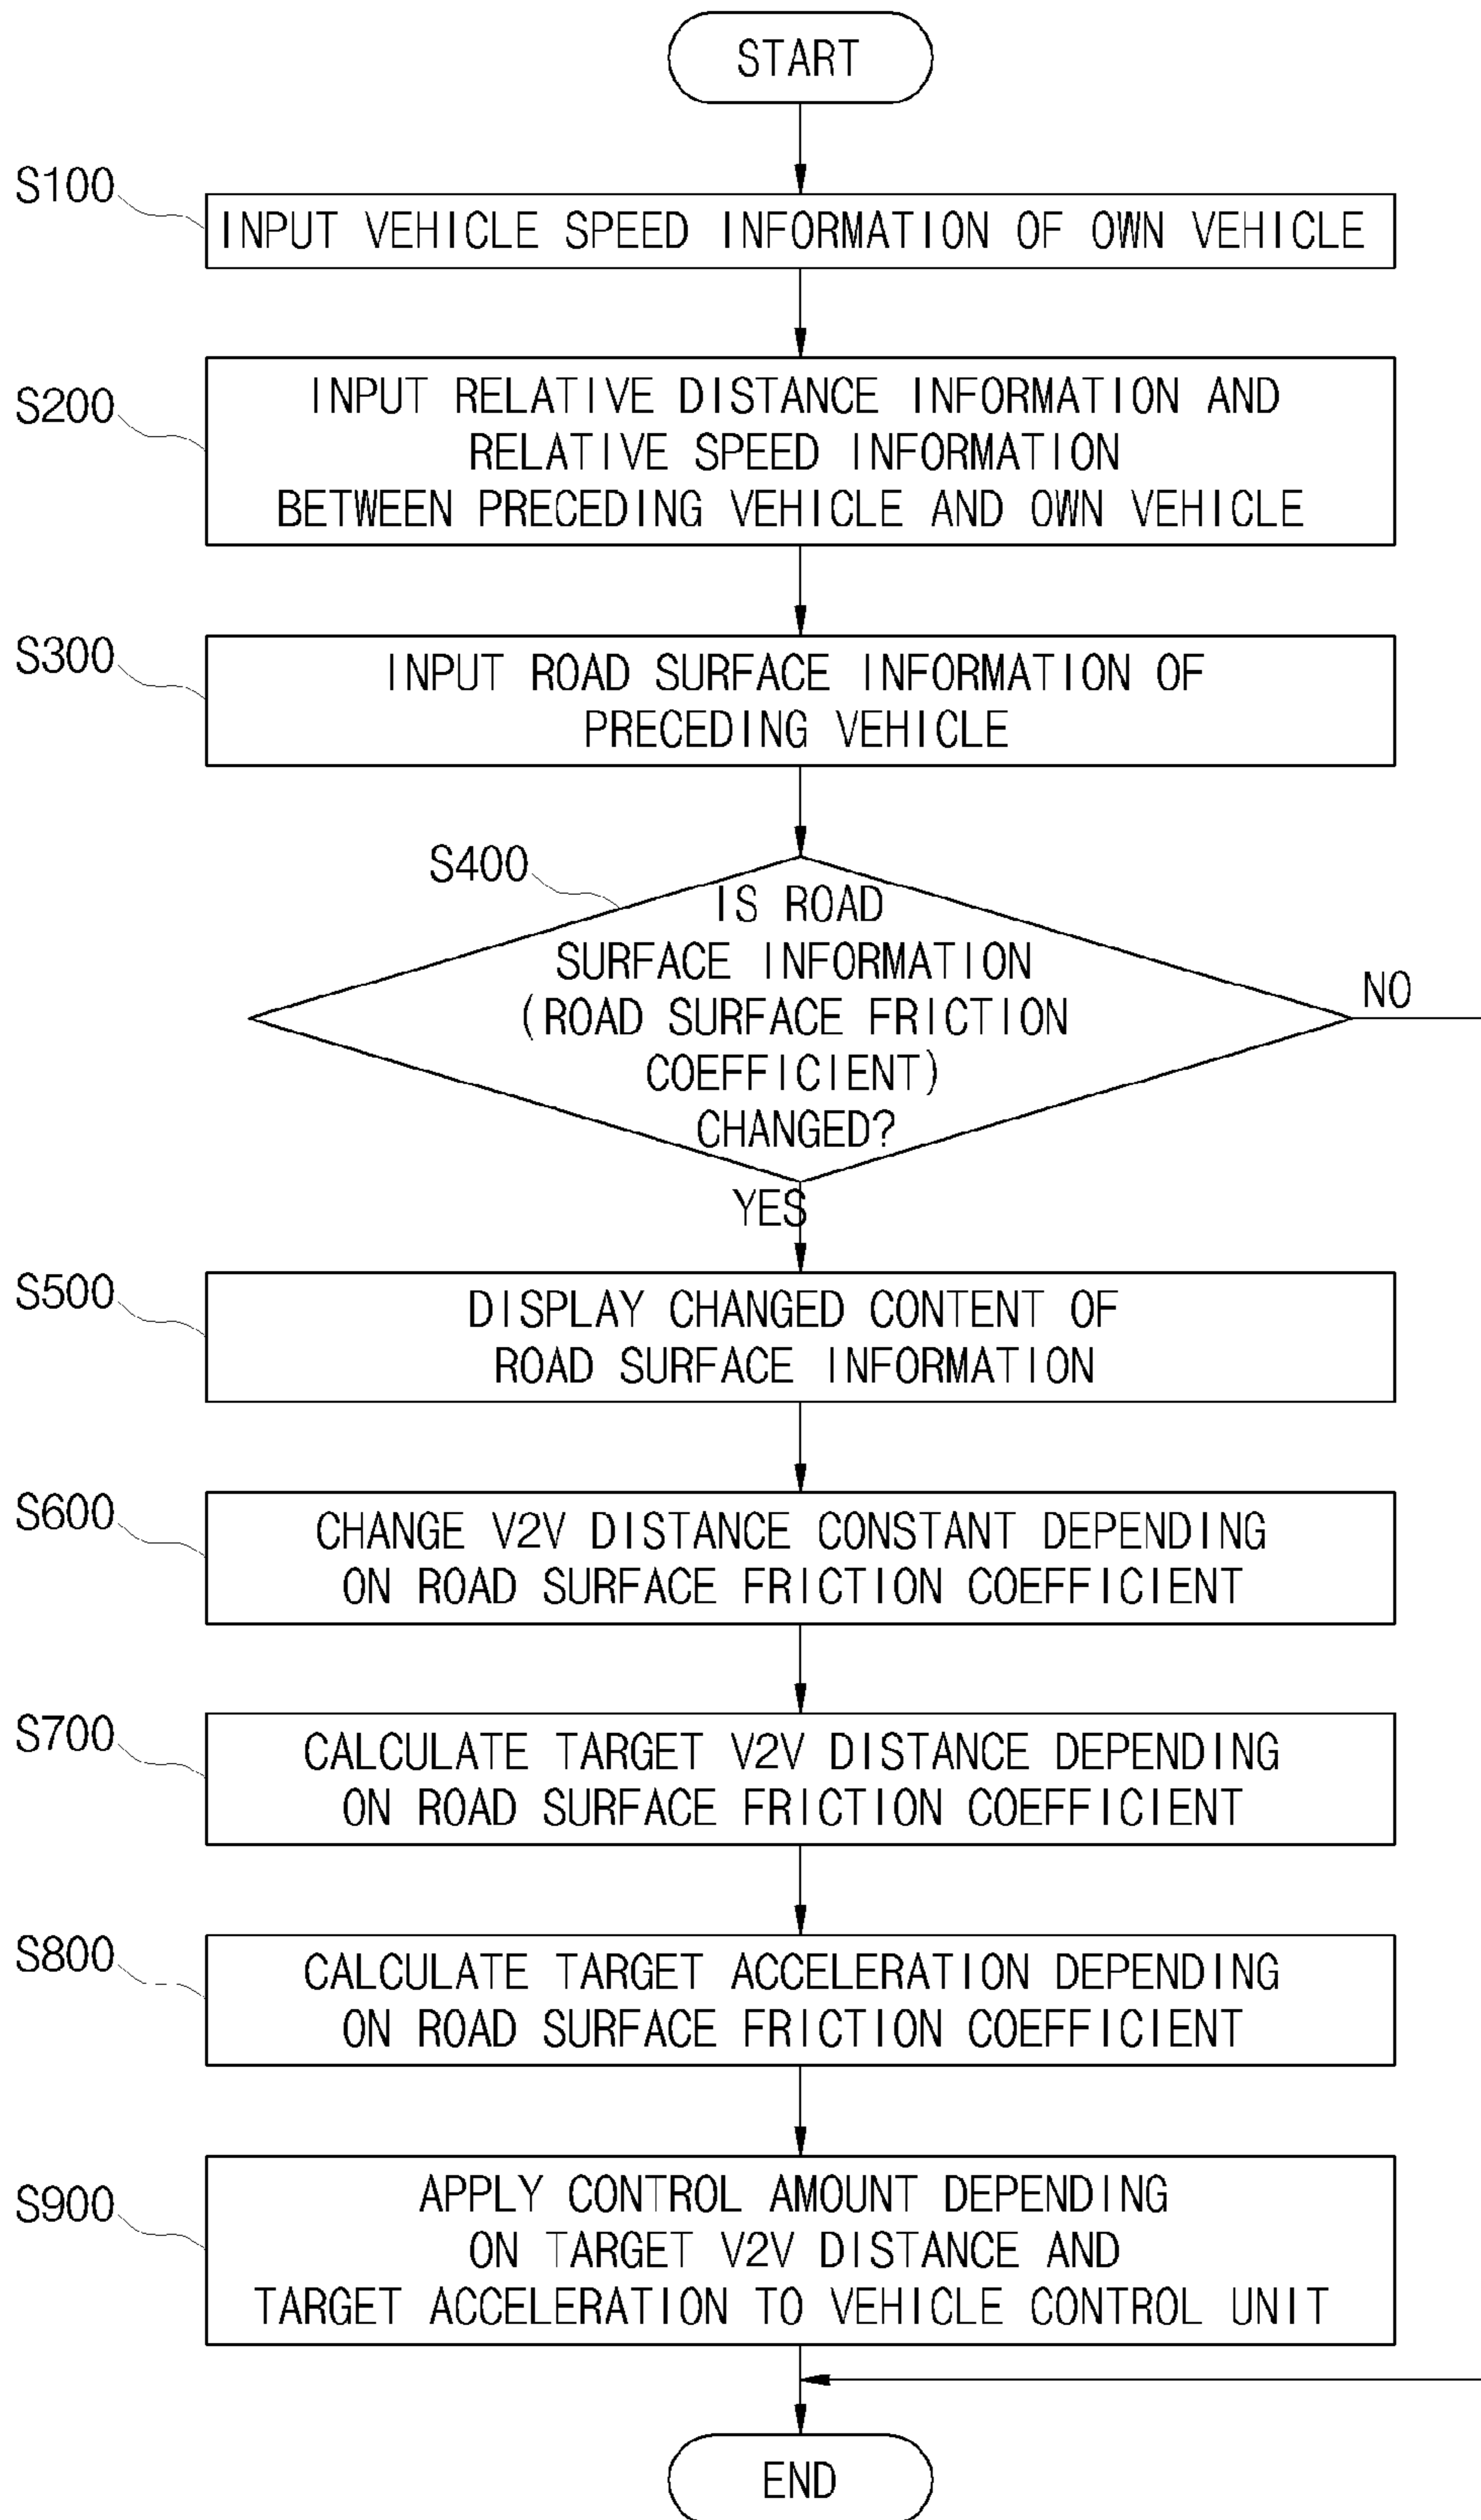 START
S100
INPUT VEHICLE SPEED INFORMATION OF OWN VEHICLE
S200
INPUT RELATIVE DISTANCE INFORMATION AND
RELATIVE SPEED INFORMATION
BETWEEN PRECEDING VEHICLE AND OWN VEHICLE
S300
INPUT ROAD SURFACE INFORMATION OF
PRECEDING VEHICLE
S400
IS ROAD
SURFACE INFORMATION
(ROAD SURFACE FRICTION
COEFFICIENT)
CHANGED?
NO
YES
S500
DISPLAY CHANGED CONTENT OF
ROAD SURFACE INFORMATION
S600
CHANGE V2V DISTANCE CONSTANT DEPENDING
ON ROAD SURFACE FRICTION COEFFICIENT
S700
CALCULATE TARGET V2V DISTANCE DEPENDING
ON ROAD SURFACE FRICTION COEFFICIENT
S800
CALCULATE TARGET ACCELERATION DEPENDING
ON ROAD SURFACE FRICTION COEFFICIENT
S900
APPLY CONTROL AMOUNT DEPENDING
ON TARGET V2V DISTANCE AND
TARGET ACCELERATION TO VEHICLE CONTROL UNIT
END